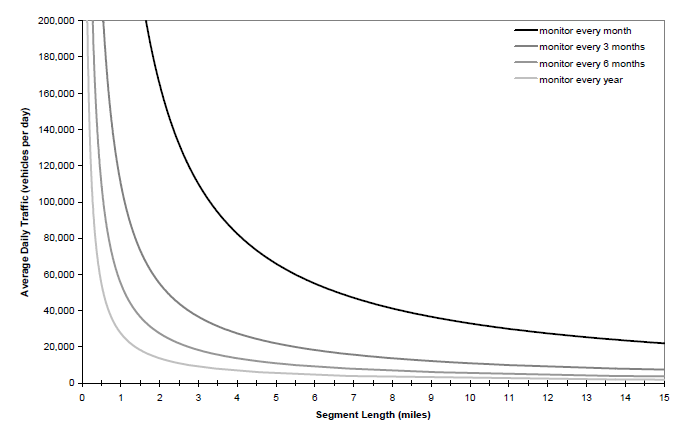 200,000
180,000
160,000
140,000
120,000
100,000
80,000
60,000
40,000
20,000
0
Average Daily Traffic (vehicles per day)
monitor every month
monitor every 3 months
monitor every 6 months
monitor every year
0 1 2 3 4 5 6 7 8 9 10 11 12 13 14 15
Segment Length (miles)